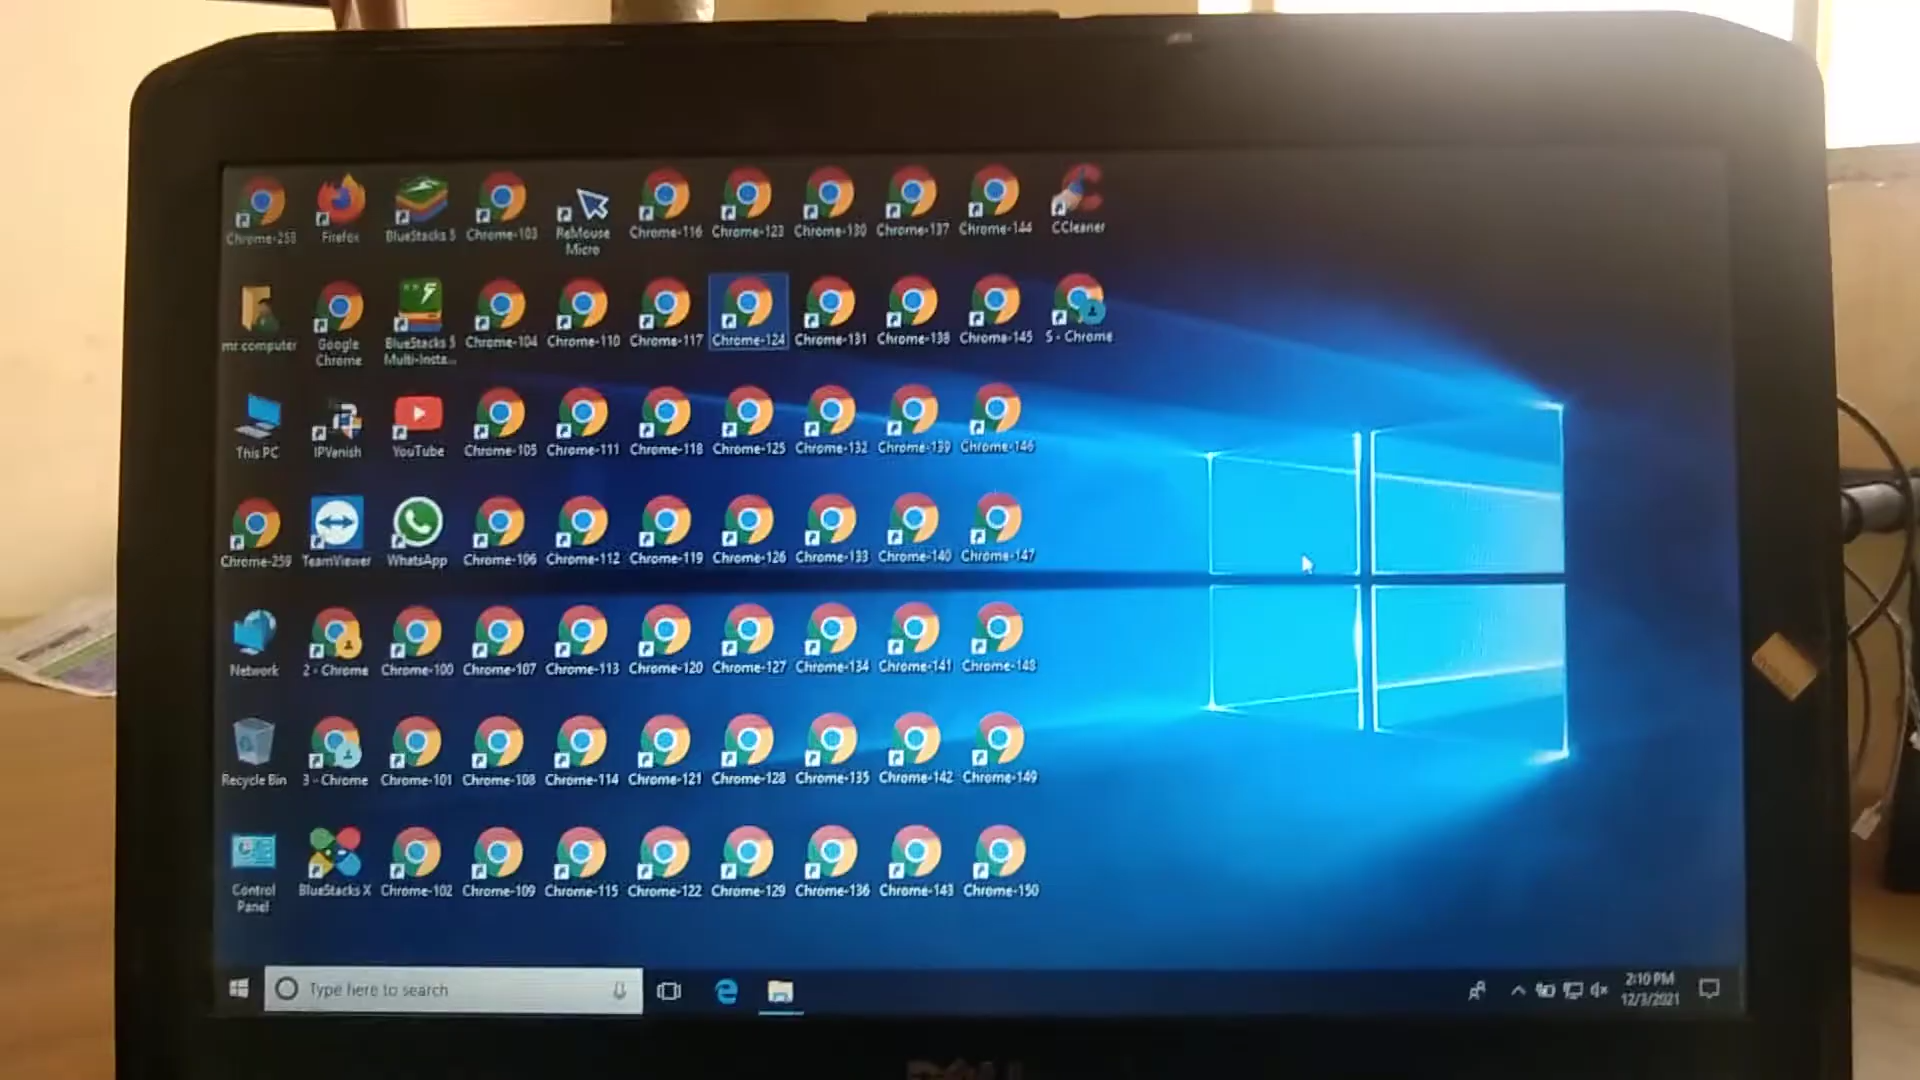 Chrome-258
Firefox
BlueStacks 5
Chrome-103
ReMouse
Micro
Chrome-116
Chrome-123
Chrome-130
Chrome-137
Chrome-144
CCleaner
mr.computer
Google
Chrome
BlueStacks 5
Multi-Insta...
Chrome-104
Chrome-110
Chrome-117
Chrome-124
Chrome-131
Chrome-138
Chrome-145
5 - Chrome
This PC
IPVanish
YouTube
Chrome-105
Chrome-111
Chrome-118
Chrome-125
Chrome-132
Chrome-139
Chrome-146
Chrome-259
TeamViewer
WhatsApp
Chrome-106
Chrome-112
Chrome-119
Chrome-126
Chrome-133
Chrome-140
Chrome-147
Network
2 - Chrome
Chrome-100
Chrome-107
Chrome-113
Chrome-120
Chrome-127
Chrome-134
Chrome-141
Chrome-148
Recycle Bin
3 - Chrome
Chrome-101
Chrome-108
Chrome-114
Chrome-121
Chrome-128
Chrome-135
Chrome-142
Chrome-149
Control
Panel
BlueStacks X
Chrome-102
Chrome-109
Chrome-115
Chrome-122
Chrome-129
Chrome-136
Chrome-143
Chrome-150
Type here to search
2:10 PM
12/3/2021